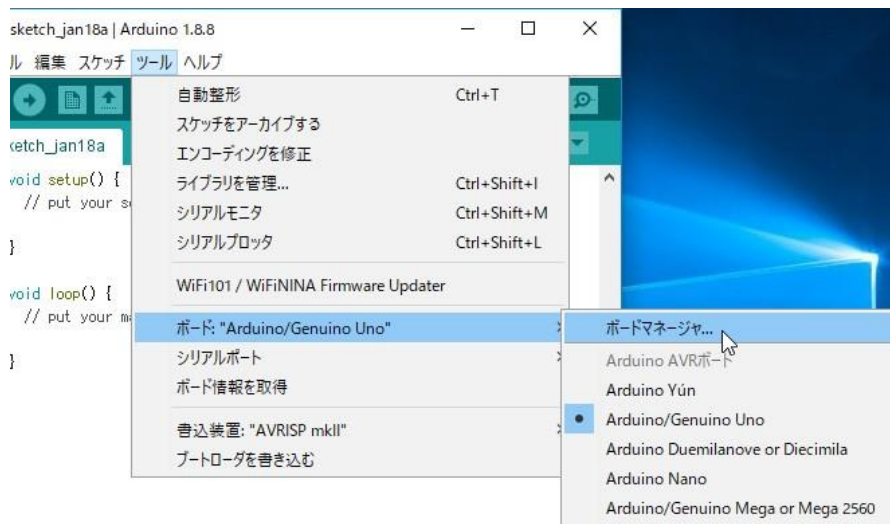 sketch_jan18a | Arduino 1.8.8
ル 編集 スケッチ ツール ヘルプ
ketch_jan18a
void setup() {
// put your s
}
void loop() {
// put your m
}
自動整形 Ctrl+T
スケッチをアーカイブする
エンコーディングを修正
ライブラリを管理... Ctrl+Shift+I
シリアルモニタ Ctrl+Shift+M
シリアルプロッタ Ctrl+Shift+L
WiFi101 / WiFiNINA Firmware Updater
ボード: "Arduino/Genuino Uno"
シリアルポート
ボード情報を取得
書込装置: "AVRISP mkII"
ブートローダを書き込む
ボードマネージャ...
Arduino AVRボード
Arduino Yún
Arduino/Genuino Uno
Arduino Duemilanove or Diecimila
Arduino Nano
Arduino/Genuino Mega or Mega 2560